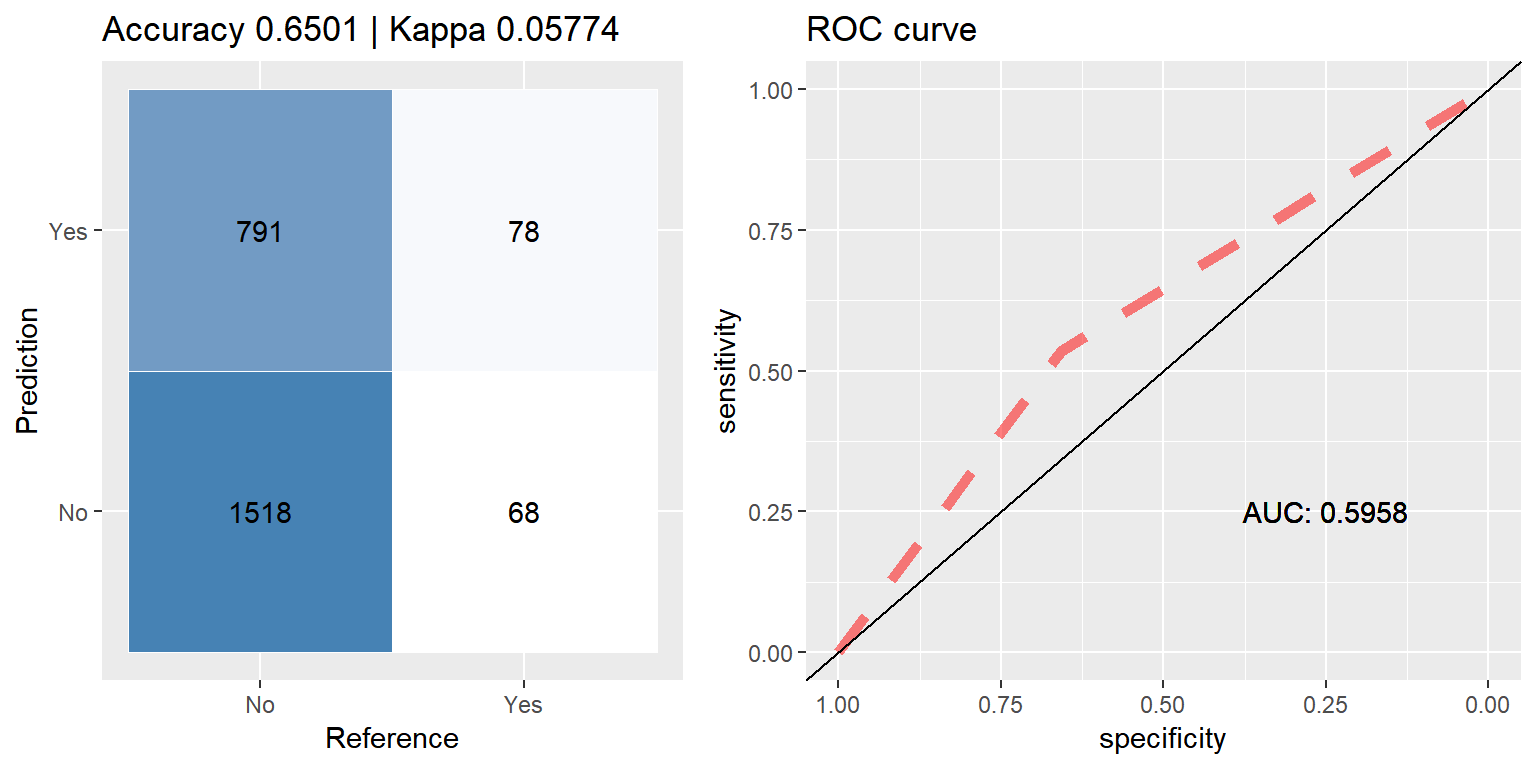 Accuracy 0.6501 | Kappa 0.05774
Prediction
Yes
No
791
78
1518
68
No
Yes
Reference
ROC curve
sensitivity
1.00
0.75
0.50
0.25
0.00
AUC: 0.5958
1.00
0.75
0.50
0.25
0.00
specificity